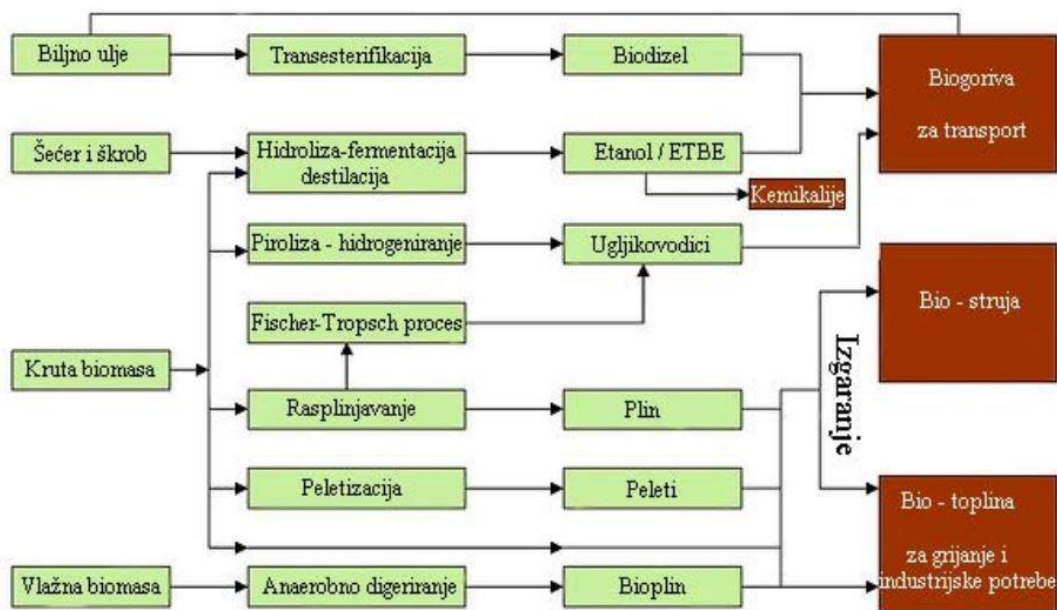 Biljno ulje
Transesterifikacija
Biodizel
Biogoriva
za transport
Šećer i škrob
Hidroliza-fermentacija
destilacija
Etanol / ETBE
Kemikalije
Piroliza - hidrogeniranje
Ugljikovodici
Bio - struja
Fischer-Tropsch proces
Izgaranje
Kruta biomasa
Rasplinjavanje
Plin
Peletizacija
Peleti
Bio - toplina
za grijanje i
industrijske potrebe
Vlažna biomasa
Anaerobno digeriranje
Bioplin